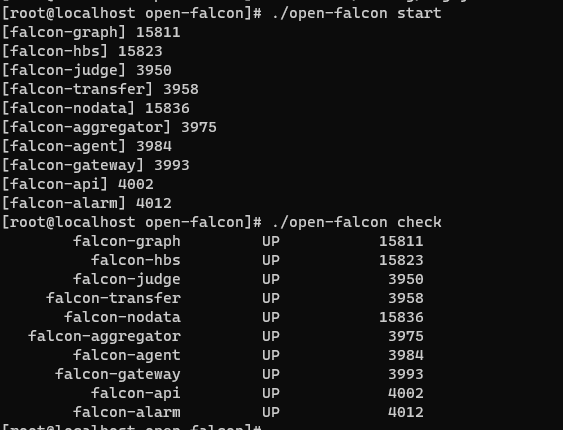 [root@localhost open-falcon]# ./open-falcon start
[falcon-graph] 15811
[falcon-hbs] 15823
[falcon-judge] 3950
[falcon-transfer] 3958
[falcon-nodata] 15836
[falcon-aggregator] 3975
[falcon-agent] 3984
[falcon-gateway] 3993
[falcon-api] 4002
[falcon-alarm] 4012
[root@localhost open-falcon]# ./open-falcon check
falcon-graph UP 15811
falcon-hbs UP 15823
falcon-judge UP 3950
falcon-transfer UP 3958
falcon-nodata UP 15836
falcon-aggregator UP 3975
falcon-agent UP 3984
falcon-gateway UP 3993
falcon-api UP 4002
falcon-alarm UP 4012
[root@localhost open-falcon]#